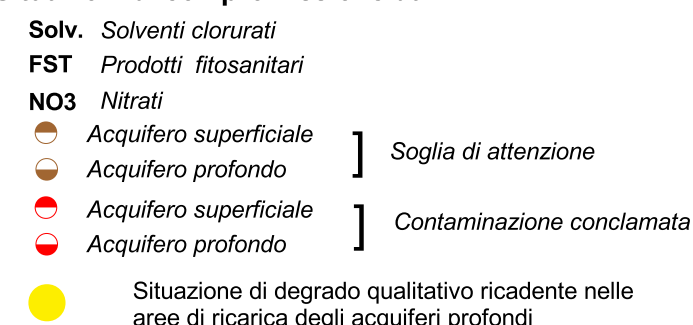 Solv. Solventi clorurati
FST Prodotti fitosanitari
NO3 Nitrati
Acquifero superficiale
] Soglia di attenzione
Acquifero profondo
Acquifero superficiale
] Contaminazione conclamata
Acquifero profondo
Situazione di degrado qualitativo ricadente nelle
aree di ricarica degli acquiferi profondi